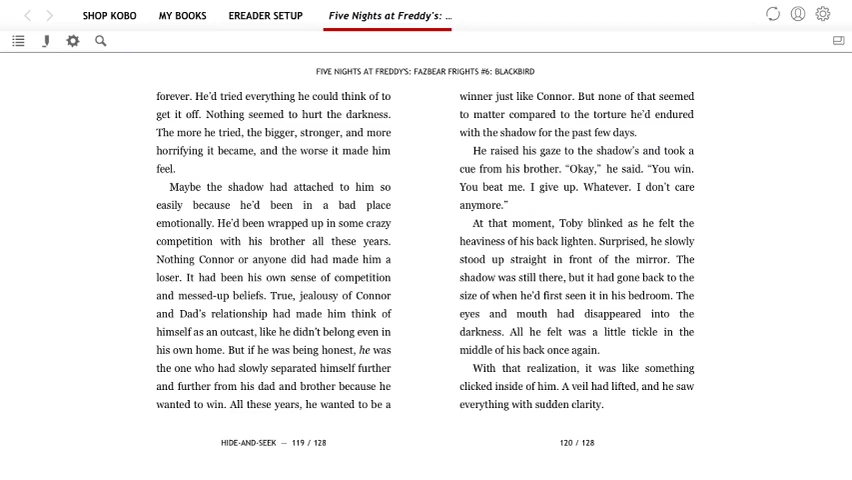 SHOP KOBO
MY BOOKS
EREADER SETUP
Five Nights at Freddy's: ...
FIVE NIGHTS AT FREDDY'S: FAZBEAR FRIGHTS #6: BLACKBIRD
forever. He’d tried everything he could think of to
get it off. Nothing seemed to hurt the darkness.
The more he tried, the bigger, stronger, and more
horrifying it became, and the worse it made him
feel.
Maybe the shadow had attached to him so
easily because he’d been in a bad place
emotionally. He’d been wrapped up in some crazy
competition with his brother all these years.
Nothing Connor or anyone did had made him a
loser. It had been his own sense of competition
and messed-up beliefs. True, jealousy of Connor
and Dad’s relationship had made him think of
himself as an outcast, like he didn’t belong even in
his own home. But if he was being honest, he was
the one who had slowly separated himself further
and further from his dad and brother because he
wanted to win. All these years, he wanted to be a
HIDE-AND-SEEK — 119 / 128
winner just like Connor. But none of that seemed
to matter compared to the torture he’d endured
with the shadow for the past few days.
He raised his gaze to the shadow’s and took a
cue from his brother. “Okay,” he said. “You win.
You beat me. I give up. Whatever. I don’t care
anymore.”
At that moment, Toby blinked as he felt the
heaviness of his back lighten. Surprised, he slowly
stood up straight in front of the mirror. The
shadow was still there, but it had gone back to the
size of when he’d first seen it in his bedroom. The
eyes and mouth had disappeared into the
darkness. All he felt was a little tickle in the
middle of his back once again.
With that realization, it was like something
clicked inside of him. A veil had lifted, and he saw
everything with sudden clarity.
120 / 128